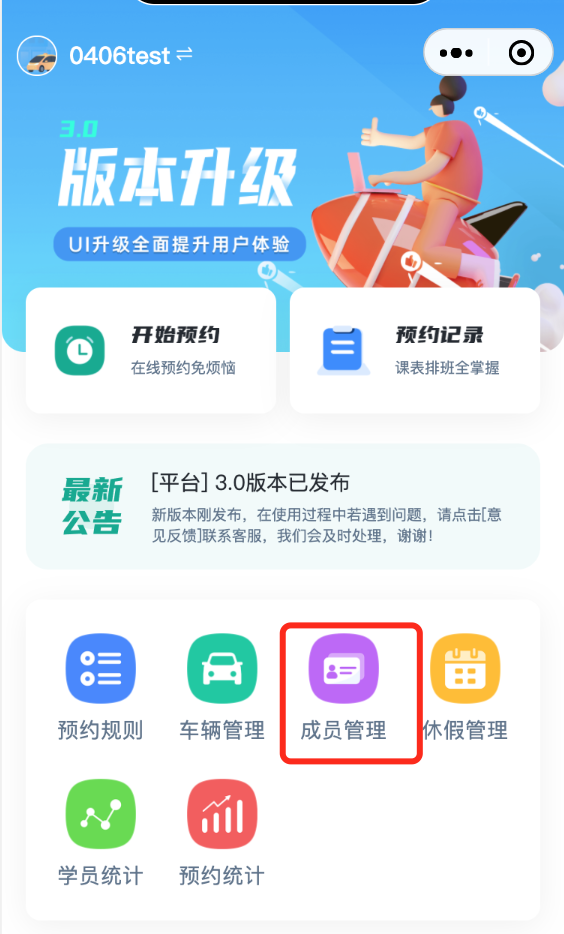 0406test
3.0
版本升级
UI升级全面提升用户体验
开始预约
在线预约免烦恼
预约记录
课表排班全掌握
最新
公告
[平台] 3.0版本已发布
新版本刚发布，在使用过程中若遇到问题，请点击[意
见反馈]联系客服，我们会及时处理，谢谢！
预约规则
车辆管理
成员管理
休假管理
学员统计
预约统计